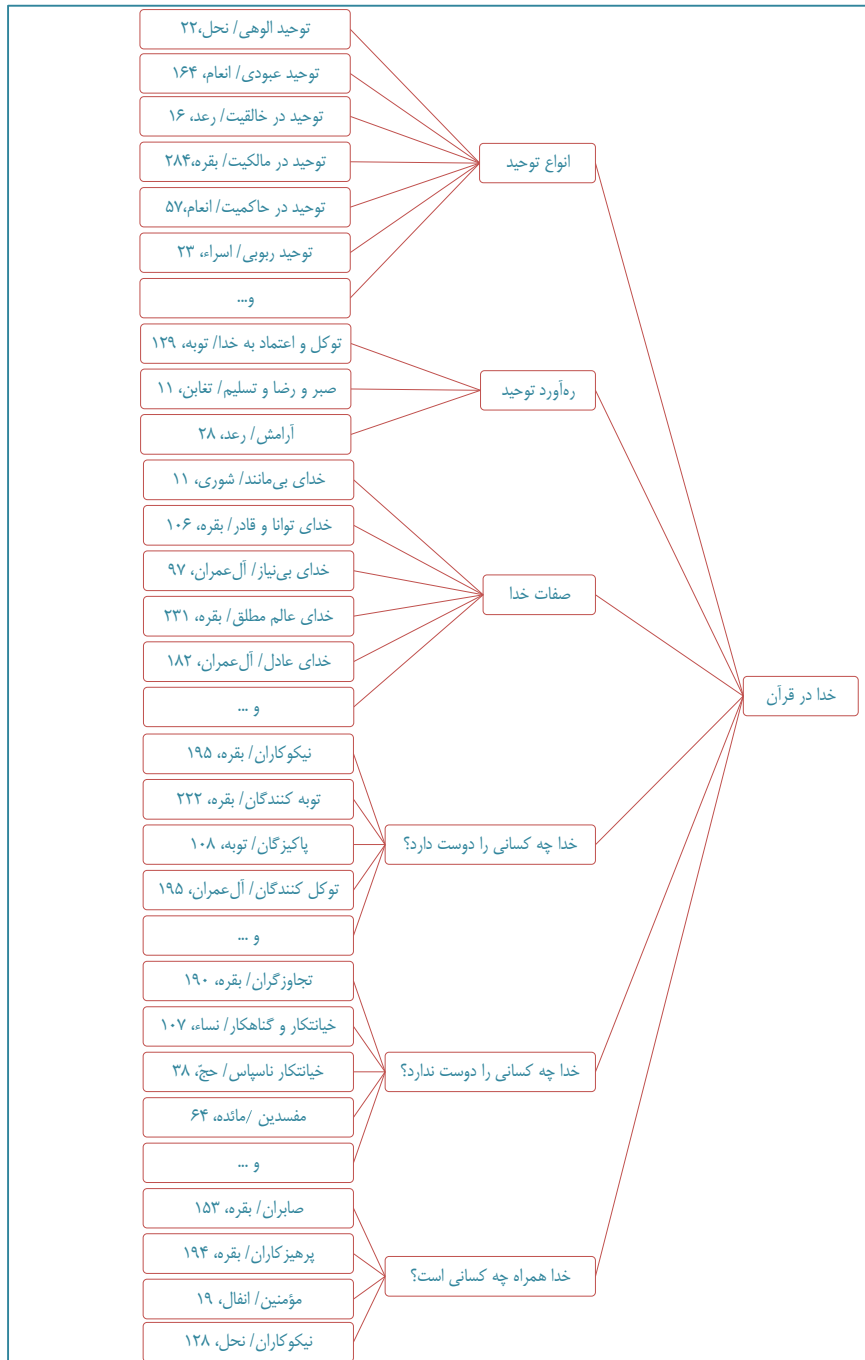 خدا در قرآن
انواع توحید
توحید الوهی/ نحل،۲۲
توحید عبودی/ انعام، ۱۶۴
توحید در خالقیت/ رعد، ۱۶
توحید در مالکیت/ بقره،۲۸۴
توحید در حاکمیت/ انعام،۵۷
توحید ربوبی/ اسراء، ۲۳
و...
ره‌آورد توحید
توکل و اعتماد به خدا/ توبه، ۱۲۹
صبر و رضا و تسلیم/ تغابن، ۱۱
آرامش/ رعد، ۲۸
صفات خدا
خدای بی‌مانند/ شوری، ۱۱
خدای توانا و قادر/ بقره، ۱۰۶
خدای بی‌نیاز/ آل‌عمران، ۹۷
خدای عالم مطلق/ بقره، ۲۳۱
خدای عادل/ آل‌عمران، ۱۸۲
و ...
خدا چه کسانی را دوست دارد؟
نیکوکاران/ بقره، ۱۹۵
توبه کنندگان/ بقره، ۲۲۲
پاکیزگان/ توبه، ۱۰۸
توکل کنندگان/ آل‌عمران، ۱۹۵
و ...
خدا چه کسانی را دوست ندارد؟
تجاوزگران/ بقره، ۱۹۰
خیانتکار و گناهکار/ نساء، ۱۰۷
خیانتکار ناسپاس/ حجّ، ۳۸
مفسدین /مائده، ۶۴
و ...
خدا همراه چه کسانی است؟
صابران/ بقره، ۱۵۳
پرهیزکاران/ بقره، ۱۹۴
مؤمنین/ انفال، ۱۹
نیکوکاران/ نحل، ۱۲۸